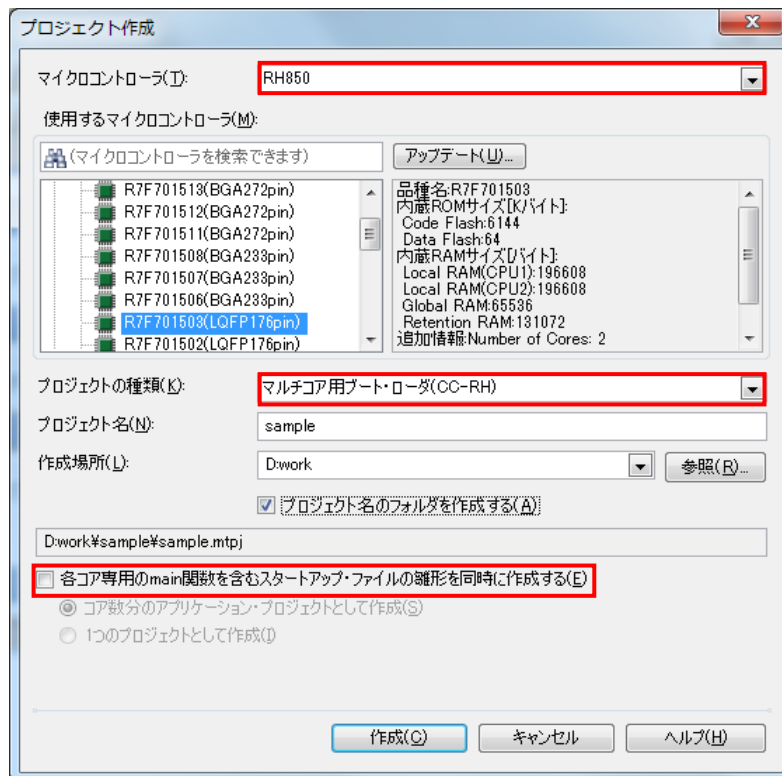 プロジェクト作成
マイクロコントローラ(T):
RH850
使用するマイクロコントローラ(M):
(マイクロコントローラを検索できます)
アップデート(U)...
R7F701513(BGA272pin)
R7F701512(BGA272pin)
R7F701511(BGA272pin)
R7F701508(BGA233pin)
R7F701507(BGA233pin)
R7F701506(BGA233pin)
R7F701503(LQFP176pin)
R7F701502(LQFP176pin)
品種名:R7F701503
内蔵ROMサイズ[Kバイト]:
Code Flash:6144
Data Flash:64
内蔵RAMサイズ[バイト]:
Local RAM(CPU1):196608
Local RAM(CPU2):196608
Global RAM:65536
Retention RAM:131072
追加情報:Number of Cores: 2
プロジェクトの種類(K):
マルチコア用ブート・ローダ(CC-RH)
プロジェクト名(N):
sample
作成場所(L):
D:work
参照(R)...
プロジェクト名のフォルダを作成する(A)
D:work¥sample¥sample.mtpj
各コア専用のmain関数を含むスタートアップ・ファイルの雛形を同時に作成する(E)
コア数分のアプリケーション・プロジェクトとして作成(S)
1つのプロジェクトとして作成(I)
作成(C)
キャンセル
ヘルプ(H)